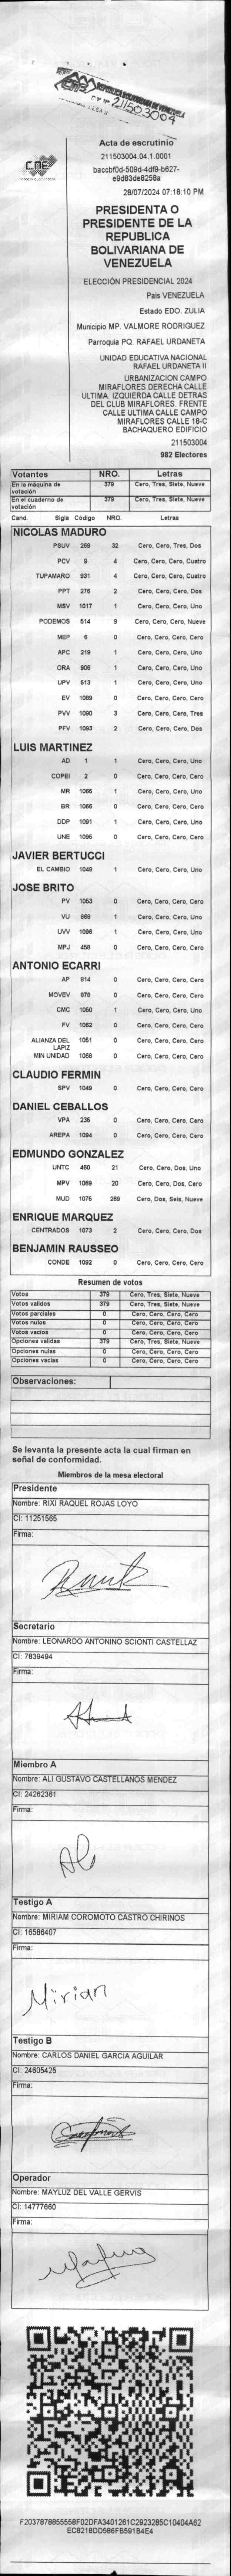 REPUBLICA BOLIVARIANA DE VENEZUELA
CNE
211503004
CNE
Acta de escrutinio
211503004.04.1.0001
baccbf0d-509d-4df9-b627-
e9d83de8258a
28/07/2024 07:18:10 PM
PRESIDENTA O
PRESIDENTE DE LA
REPUBLICA
BOLIVARIANA DE
VENEZUELA
ELECCIÓN PRESIDENCIAL 2024
Pais VENEZUELA
Estado EDO. ZULIA
Municipio MP. VALMORE RODRIGUEZ
Parroquia PQ. RAFAEL URDANETA
UNIDAD EDUCATIVA NACIONAL
RAFAEL URDANETA II
URBANIZACION CAMPO
MIRAFLORES DERECHA CALLE
ULTIMA. IZQUIERDA CALLE DETRAS
DEL CLUB MIRAFLORES. FRENTE
CALLE ULTIMA CALLE CAMPO
MIRAFLORES CALLE 18-C
BACHAQUERO EDIFICIO
211503004
982 Electores
Votantes NRO. Letras
En la máquina de votación 379 Cero, Tres, Siete, Nueve
En el cuaderno de votación 379 Cero, Tres, Siete, Nueve
Cand. Sigla Código NRO. Letras
NICOLAS MADURO
PSUV 269 32 Cero, Cero, Tres, Dos
PCV 9 4 Cero, Cero, Cero, Cuatro
TUPAMARO 931 4 Cero, Cero, Cero, Cuatro
PPT 276 2 Cero, Cero, Cero, Dos
MSV 1017 1 Cero, Cero, Cero, Uno
PODEMOS 514 9 Cero, Cero, Cero, Nueve
MEP 6 0 Cero, Cero, Cero, Cero
APC 219 1 Cero, Cero, Cero, Uno
ORA 906 1 Cero, Cero, Cero, Uno
UPV 513 1 Cero, Cero, Cero, Uno
EV 1089 0 Cero, Cero, Cero, Cero
PVV 1090 3 Cero, Cero, Cero, Tres
PFV 1093 2 Cero, Cero, Cero, Dos
LUIS MARTINEZ
AD 1 1 Cero, Cero, Cero, Uno
COPEI 2 0 Cero, Cero, Cero, Cero
MR 1065 1 Cero, Cero, Cero, Uno
BR 1066 0 Cero, Cero, Cero, Cero
DDP 1091 1 Cero, Cero, Cero, Uno
UNE 1095 0 Cero, Cero, Cero, Cero
JAVIER BERTUCCI
EL CAMBIO 1048 1 Cero, Cero, Cero, Uno
JOSE BRITO
PV 1053 0 Cero, Cero, Cero, Cero
VU 868 1 Cero, Cero, Cero, Uno
UVV 1096 1 Cero, Cero, Cero, Uno
MPJ 458 0 Cero, Cero, Cero, Cero
ANTONIO ECARRI
AP 814 0 Cero, Cero, Cero, Cero
MOVEV 878 0 Cero, Cero, Cero, Cero
CMC 1050 1 Cero, Cero, Cero, Uno
FV 1062 0 Cero, Cero, Cero, Cero
ALIANZA DEL LAPIZ 1051 0 Cero, Cero, Cero, Cero
MIN UNIDAD 1058 0 Cero, Cero, Cero, Cero
CLAUDIO FERMIN
SPV 1049 0 Cero, Cero, Cero, Cero
DANIEL CEBALLOS
VPA 235 0 Cero, Cero, Cero, Cero
AREPA 1094 0 Cero, Cero, Cero, Cero
EDMUNDO GONZALEZ
UNTC 460 21 Cero, Cero, Dos, Uno
MPV 1069 20 Cero, Cero, Dos, Cero
MUD 1075 269 Cero, Dos, Seis, Nueve
ENRIQUE MARQUEZ
CENTRADOS 1073 2 Cero, Cero, Cero, Dos
BENJAMIN RAUSSEO
CONDE 1092 0 Cero, Cero, Cero, Cero
Resumen de votos
Votos 379 Cero, Tres, Siete, Nueve
Votos validos 379 Cero, Tres, Siete, Nueve
Votos parciales 0 Cero, Cero, Cero, Cero
Votos nulos 0 Cero, Cero, Cero, Cero
Votos vacios 0 Cero, Cero, Cero, Cero
Opciones validas 379 Cero, Tres, Siete, Nueve
Opciones nulas 0 Cero, Cero, Cero, Cero
Opciones vacias 0 Cero, Cero, Cero, Cero
Observaciones:
Se levanta la presente acta la cual firman en
señal de conformidad.
Miembros de la mesa electoral
Presidente
Nombre: RIXI RAQUEL ROJAS LOYO
CI: 11251565
Firma:
Secretario
Nombre: LEONARDO ANTONINO SCIONTI CASTELLAZ
CI: 7839494
Firma:
Miembro A
Nombre: ALI GUSTAVO CASTELLANOS MENDEZ
CI: 24262361
Firma:
Testigo A
Nombre: MIRIAM COROMOTO CASTRO CHIRINOS
CI: 16586407
Firma:
Mirian
Testigo B
Nombre: CARLOS DANIEL GARCIA AGUILAR
CI: 24605425
Firma:
Operador
Nombre: MAYLUZ DEL VALLE GERVIS
CI: 14777660
Firma:
F2037878855558F02DFA3401261C2923285C10404A62
EC8218DD586FB591B4E4